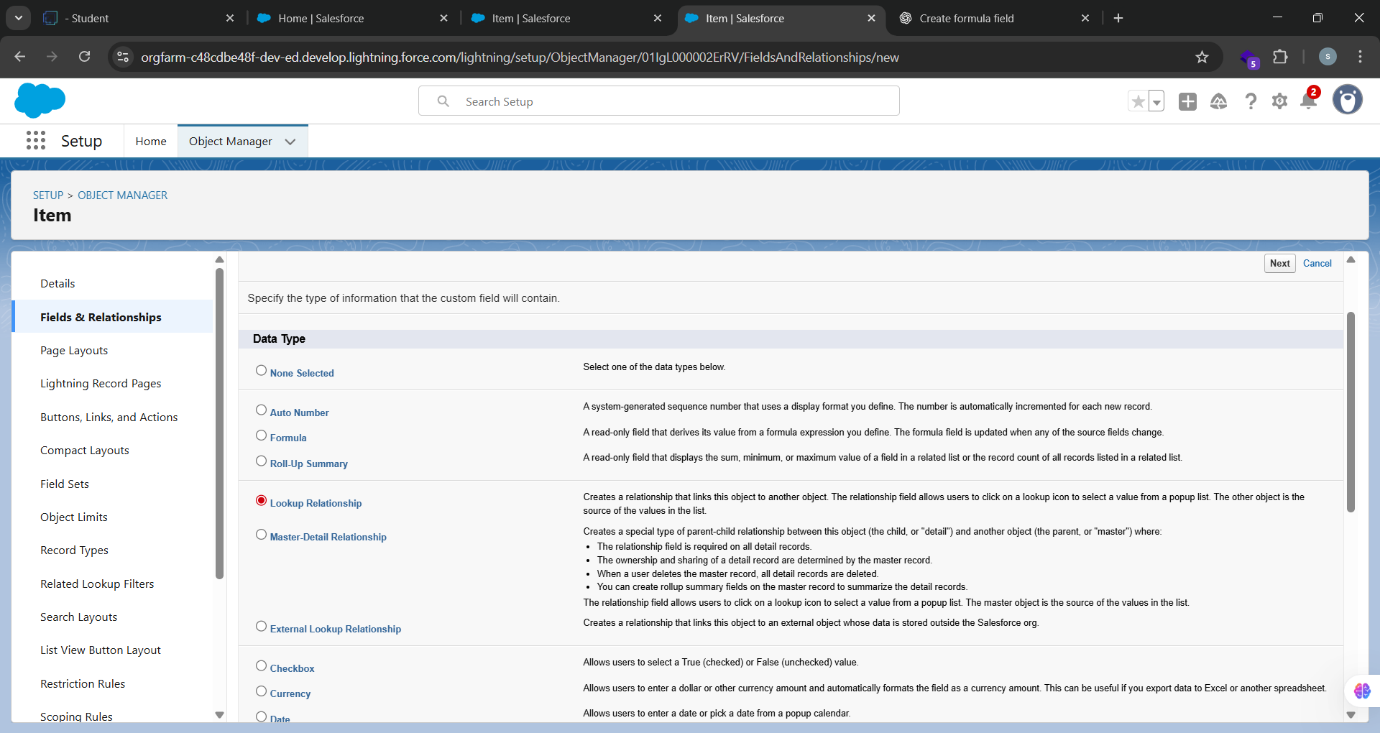 - Student
Home | Salesforce
Item | Salesforce
Item | Salesforce
Create formula field
orgfarm-c48cdbe48f-dev-ed.develop.lightning.force.com/lightning/setup/ObjectManager/01IgL000002ErRV/FieldsAndRelationships/new
5
S
Search Setup
2
Setup
Home
Object Manager
SETUP > OBJECT MANAGER
Item
Details
Fields & Relationships
Page Layouts
Lightning Record Pages
Buttons, Links, and Actions
Compact Layouts
Field Sets
Object Limits
Record Types
Related Lookup Filters
Search Layouts
List View Button Layout
Restriction Rules
Scoping Rules
Next Cancel
Specify the type of information that the custom field will contain.
Data Type
None Selected
Select one of the data types below.
Auto Number
A system-generated sequence number that uses a display format you define. The number is automatically incremented for each new record.
Formula
A read-only field that derives its value from a formula expression you define. The formula field is updated when any of the source fields change.
Roll-Up Summary
A read-only field that displays the sum, minimum, or maximum value of a field in a related list or the record count of all records listed in a related list.
Lookup Relationship
Creates a relationship that links this object to another object. The relationship field allows users to click on a lookup icon to select a value from a popup list. The other object is the
source of the values in the list.
Master-Detail Relationship
Creates a special type of parent-child relationship between this object (the child, or "detail") and another object (the parent, or "master") where:
• The relationship field is required on all detail records.
• The ownership and sharing of a detail record are determined by the master record.
• When a user deletes the master record, all detail records are deleted.
• You can create rollup summary fields on the master record to summarize the detail records.
The relationship field allows users to click on a lookup icon to select a value from a popup list. The master object is the source of the values in the list.
External Lookup Relationship
Creates a relationship that links this object to an external object whose data is stored outside the Salesforce org.
Checkbox
Allows users to select a True (checked) or False (unchecked) value.
Currency
Allows users to enter a dollar or other currency amount and automatically formats the field as a currency amount. This can be useful if you export data to Excel or another spreadsheet.
Date
Allows users to enter a date or pick a date from a popup calendar.